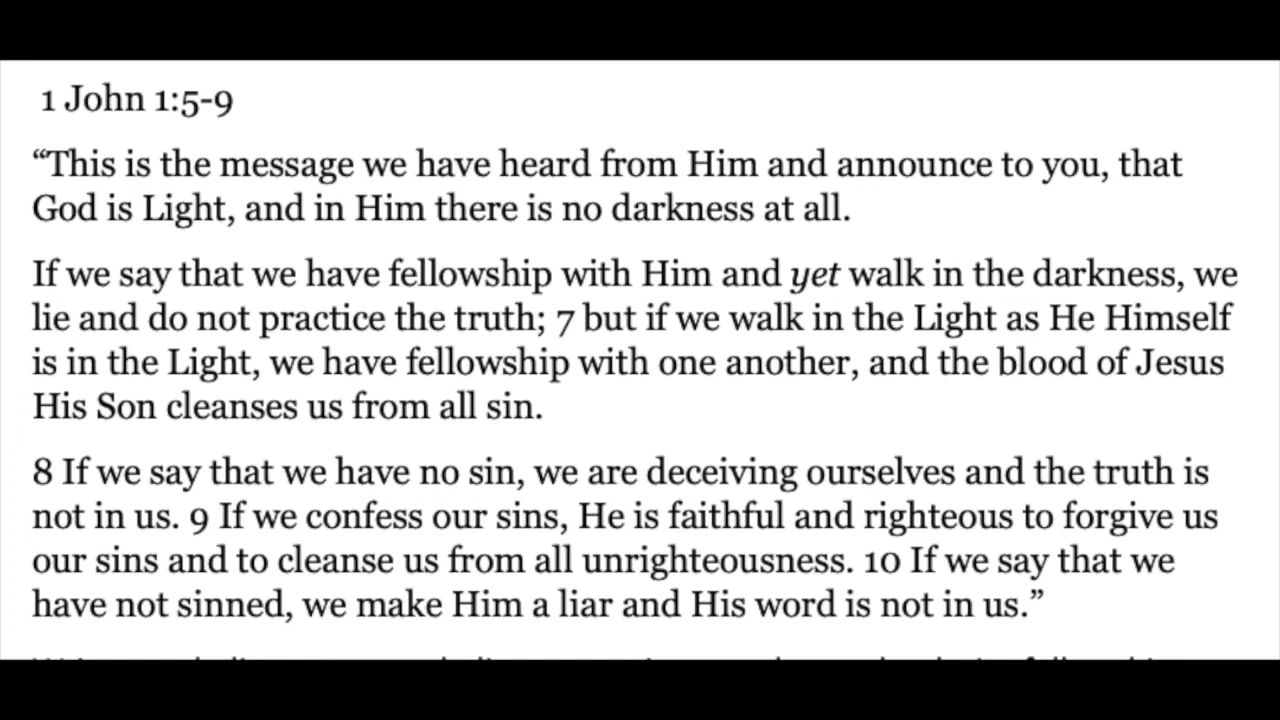 1 John 1:5-9
“This is the message we have heard from Him and announce to you, that
God is Light, and in Him there is no darkness at all.
If we say that we have fellowship with Him and yet walk in the darkness, we
lie and do not practice the truth; 7 but if we walk in the Light as He Himself
is in the Light, we have fellowship with one another, and the blood of Jesus
His Son cleanses us from all sin.
8 If we say that we have no sin, we are deceiving ourselves and the truth is
not in us. 9 If we confess our sins, He is faithful and righteous to forgive us
our sins and to cleanse us from all unrighteousness. 10 If we say that we
have not sinned, we make Him a liar and His word is not in us.”